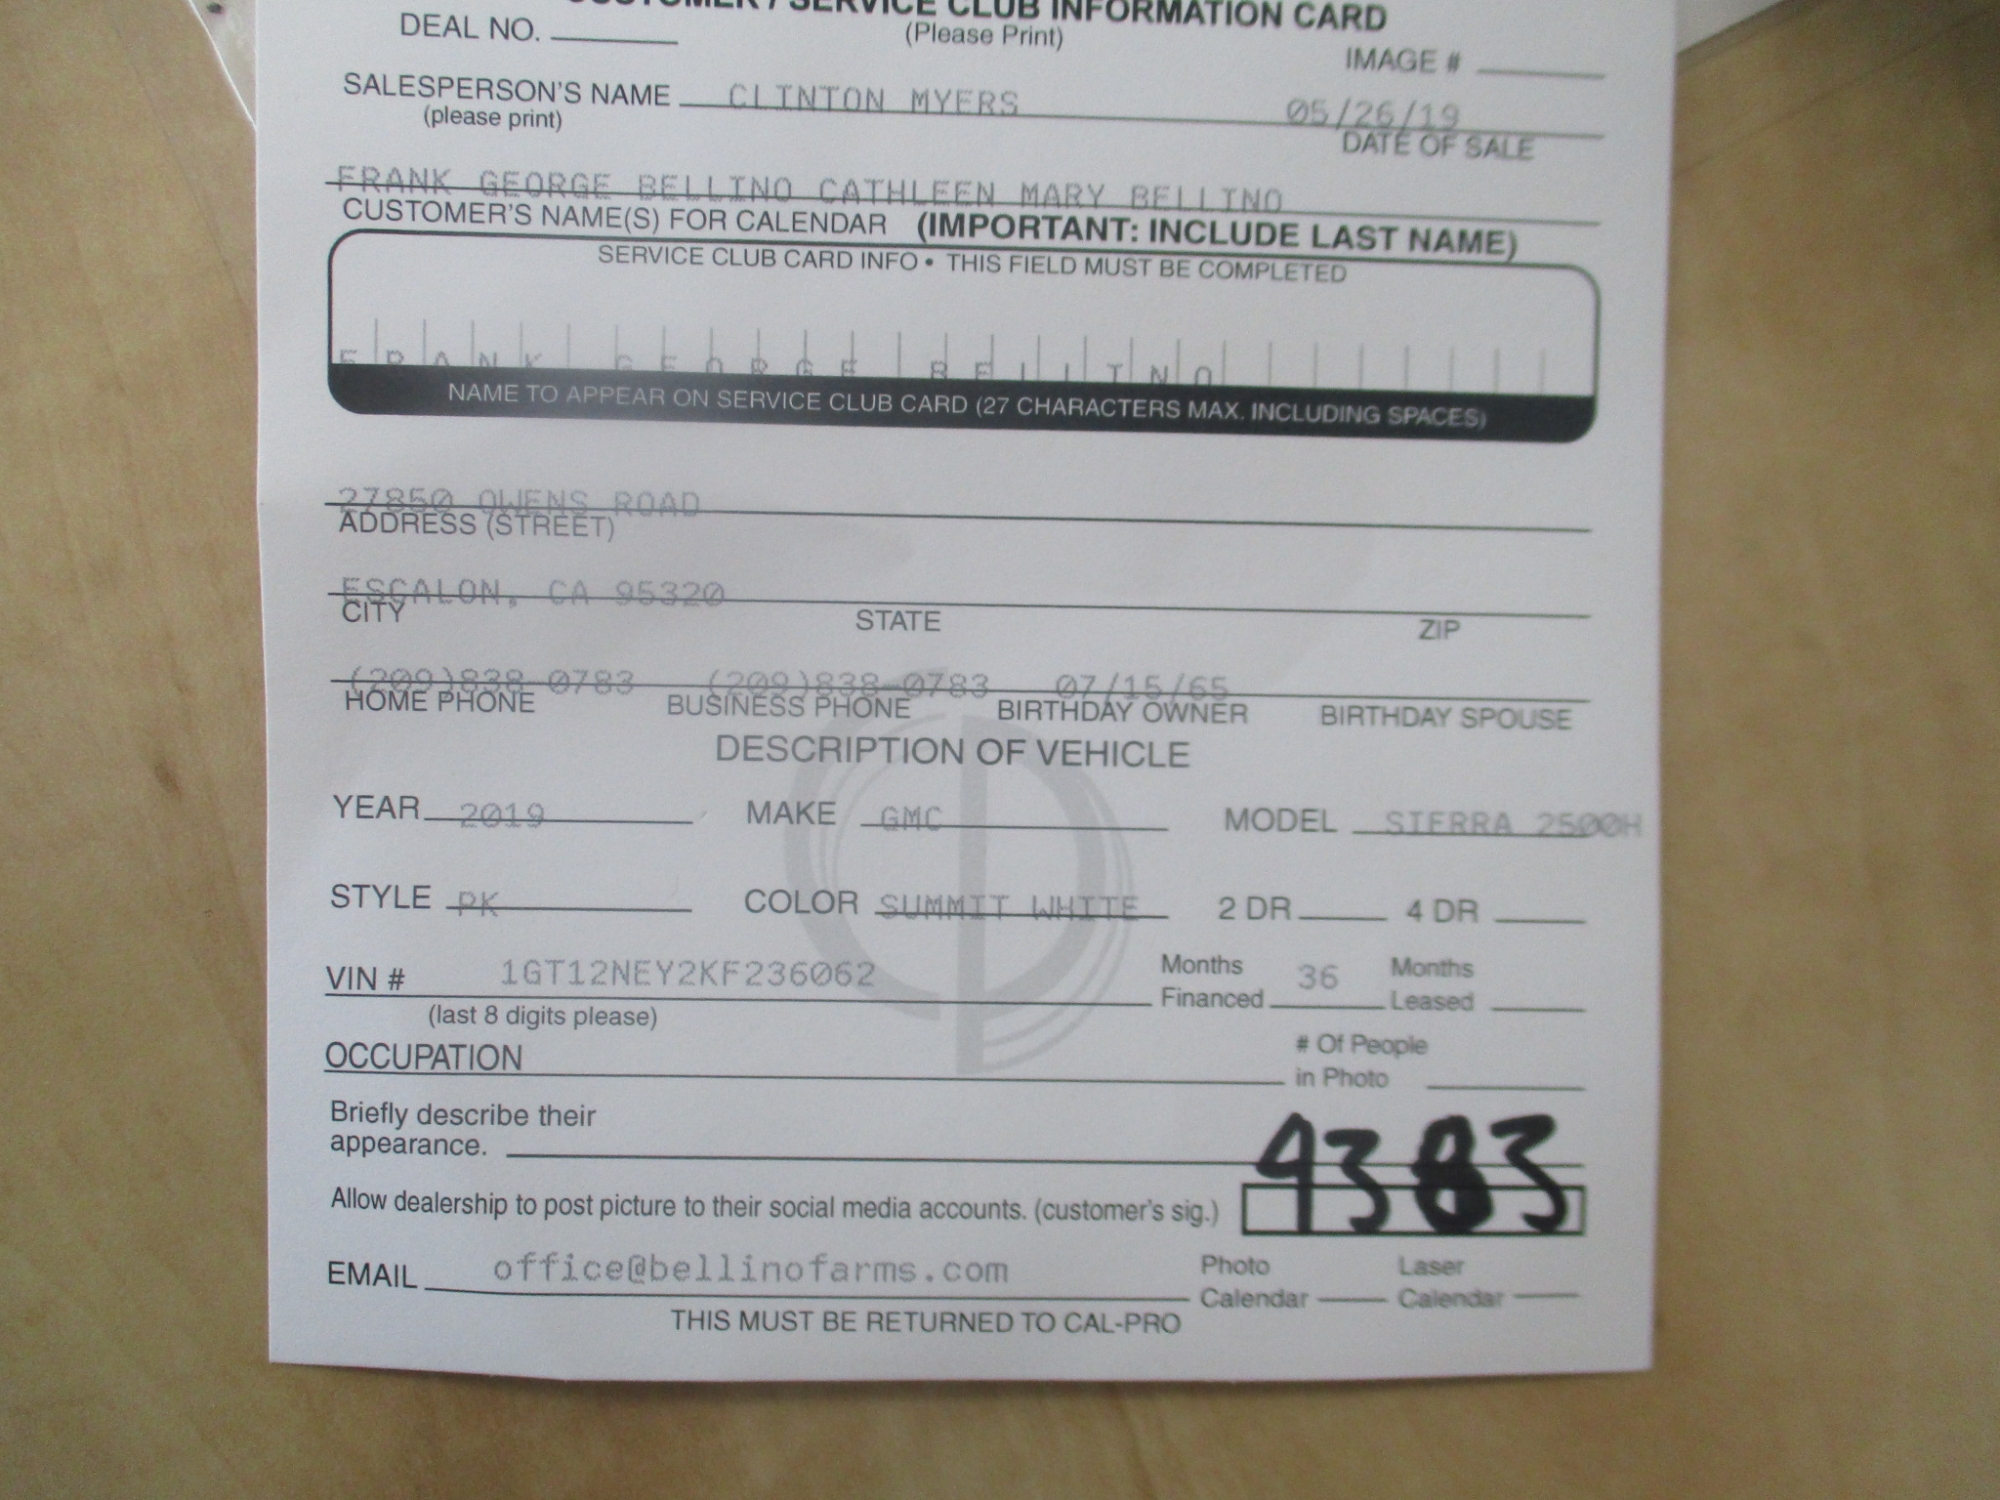 CUSTOMER / SERVICE CLUB INFORMATION CARD
DEAL NO. (Please Print) IMAGE #
SALESPERSON'S NAME CLINTON MYERS 05/26/19
(please print) DATE OF SALE
FRANK GEORGE BELLINO CATHLEEN MARY BELLINO
CUSTOMER'S NAME(S) FOR CALENDAR (IMPORTANT: INCLUDE LAST NAME)
SERVICE CLUB CARD INFO • THIS FIELD MUST BE COMPLETED
FRANK GEORGE BELLINO
NAME TO APPEAR ON SERVICE CLUB CARD (27 CHARACTERS MAX. INCLUDING SPACES)
27850 OWENS ROAD
ADDRESS (STREET)
ESCALON, CA 95320
CITY STATE ZIP
(209)838-0783 (209)838-0783 07/15/65
HOME PHONE BUSINESS PHONE BIRTHDAY OWNER BIRTHDAY SPOUSE
DESCRIPTION OF VEHICLE
YEAR 2019 MAKE GMC MODEL SIERRA 2500H
STYLE PK COLOR SUMMIT WHITE 2 DR 4 DR
VIN # 1GT12NEY2KF236062 Months Financed 36 Months Leased
(last 8 digits please)
OCCUPATION # Of People in Photo
Briefly describe their
appearance.
4383
Allow dealership to post picture to their social media accounts. (customer's sig.)
EMAIL office@bellinofarms.com Photo Calendar Laser Calendar
THIS MUST BE RETURNED TO CAL-PRO